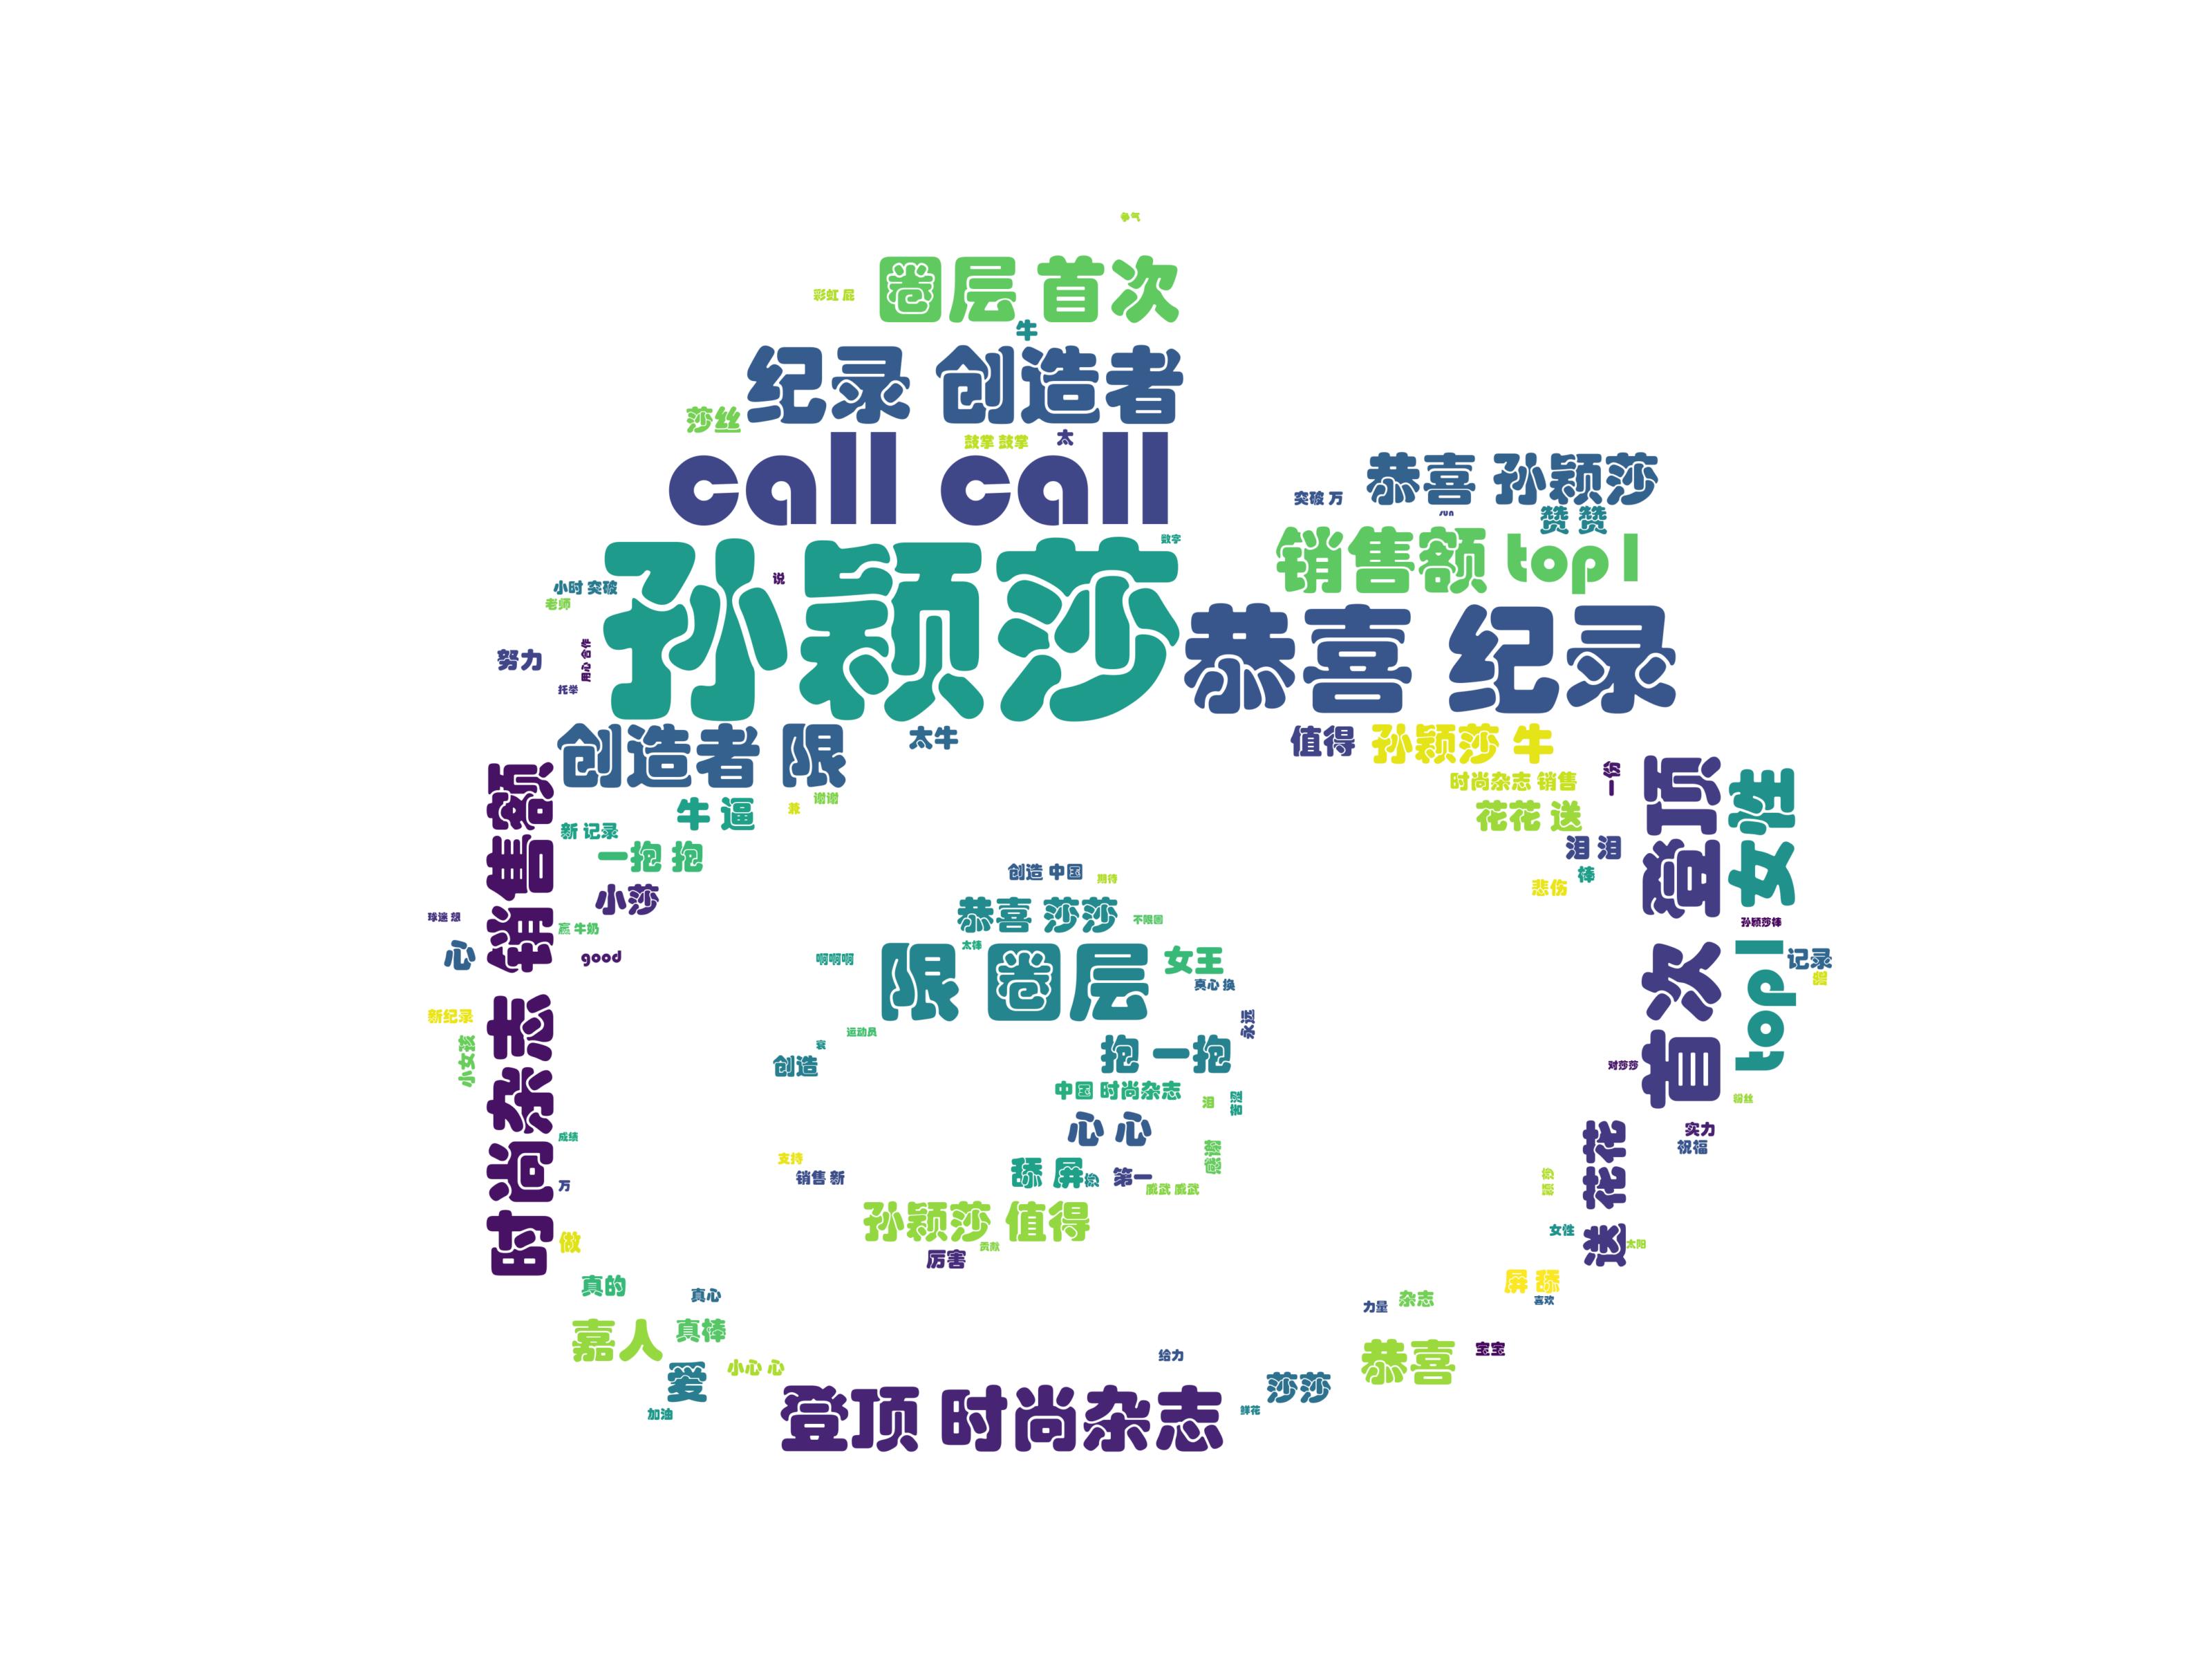 争气
圈层 首次
彩虹 屁
牛
纪录 创造者
莎丝
鼓掌 鼓掌
太
call call
恭喜 孙颖莎
突破 万
sun
赞 赞
数字
销售额 top1
孙颖莎
说
小时 突破
老师
恭喜 纪录
努力
用心 合作
托举
创造者 限
太牛
值得
孙颖莎 牛
时尚杂志 销售额
时尚杂志 销售
一份
首次 登顶
女性 top1
谢谢
牛 逼
花花 送
新 记录
泪 泪
一抱 抱
创造 中国
期待
棒
悲伤
小莎
恭喜 莎莎
不限圈
球迷 想
孙颖莎棒
赢 牛奶
太棒
心
good
啊啊啊
限 圈层
女王
记录
真心 换
新纪录
运动员
永远
小女孩
衰
创造
抱 一抱
对莎莎
中国 时尚杂志
泪
粉丝
心 心
送 花花
实力
成绩
祝福
感谢
支持
销售 新
舔 屏
第一
万
威武 威武
颖 莎
孙颖莎 值得
女性
做
贡献
太阳
厉害
真的
屏 舔
真心
喜欢
力量
杂志
嘉人
真棒
恭喜
宝宝
给力
爱
小心 心
莎莎
加油
登顶 时尚杂志
鲜花